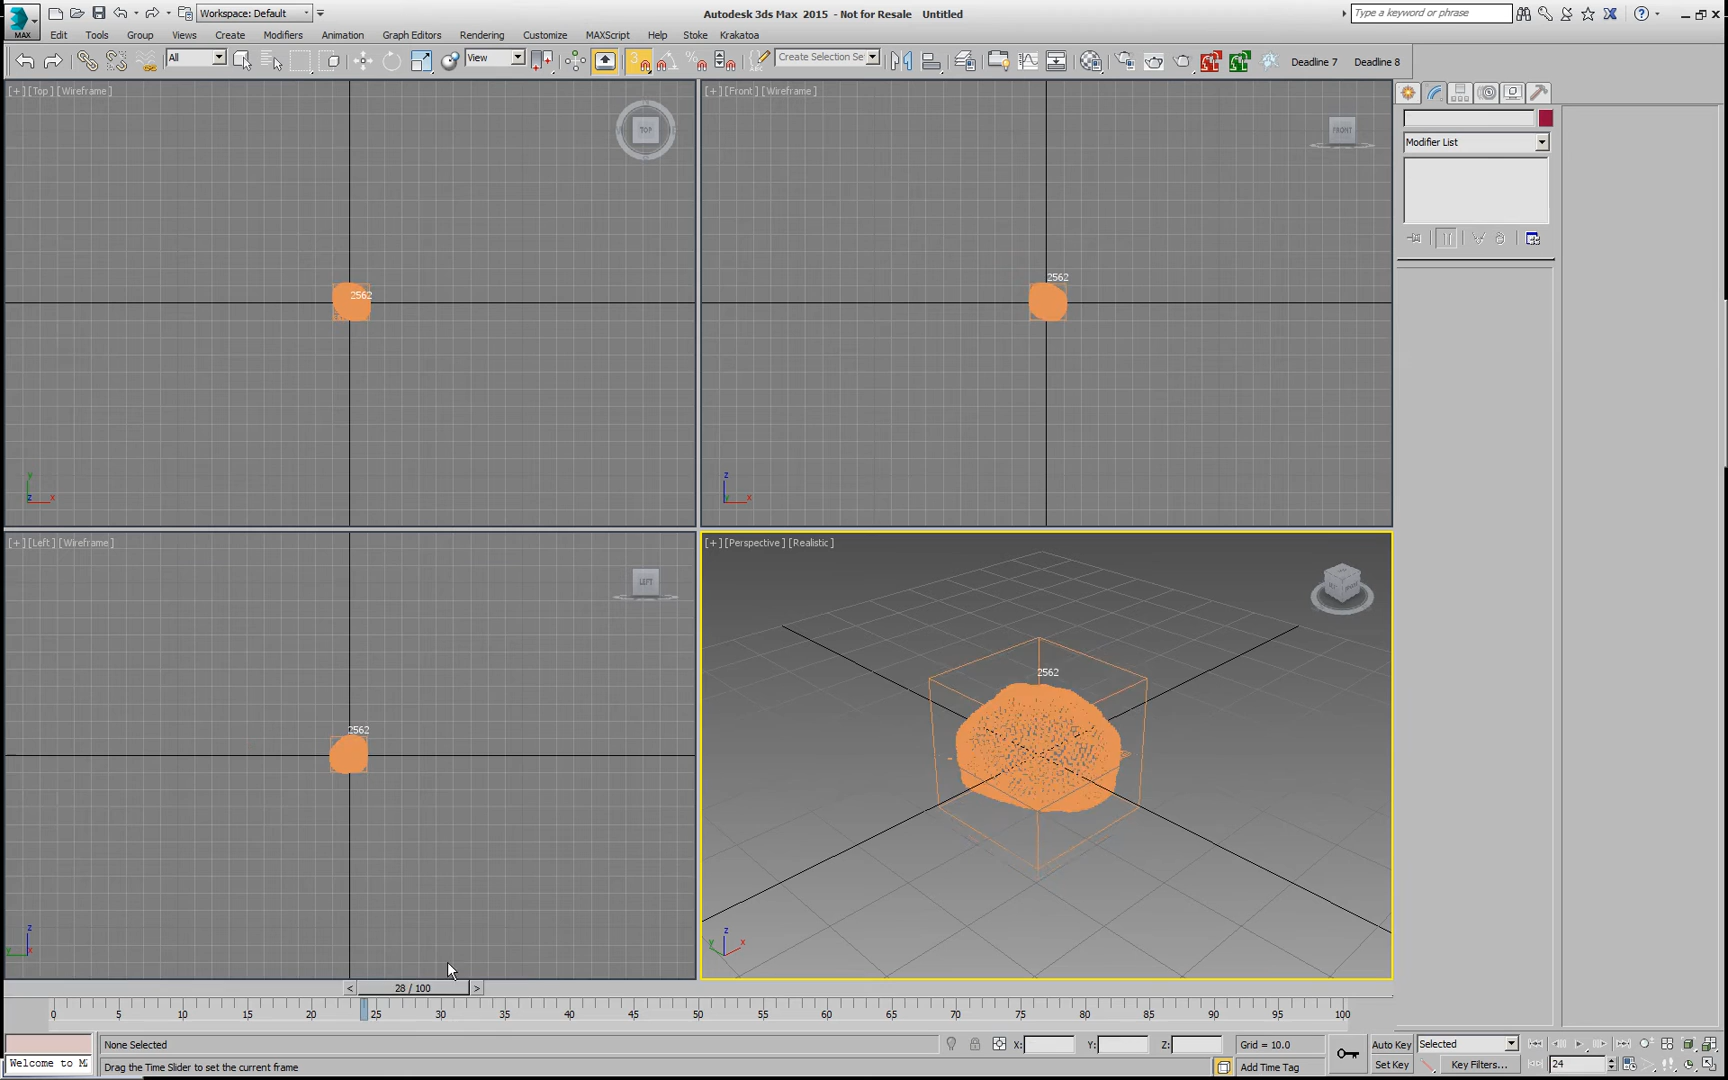 MAX
Workspace: Default
Autodesk 3ds Max 2015 - Not for Resale Untitled
Type a keyword or phrase
Edit Tools Group Views Create Modifiers Animation Graph Editors Rendering Customize MAXScript Help Stoke Krakatoa
All View Create Selection Se Deadline 7 Deadline 8
[+] [Top] [Wireframe]
TOP
2562
y
z x
[+] [Front] [Wireframe]
FRONT
2562
z
y x
Modifier List
[+] [Left] [Wireframe]
LEFT
2562
z
y x
[+] [Perspective] [Realistic]
2562
z
y x
< 28 / 100 >
0 5 10 15 20 25 30 35 40 45 50 55 60 65 70 75 80 85 90 95 100
None Selected X: Y: Z: Grid = 10.0 Auto Key Selected
Welcome to M Drag the Time Slider to set the current frame Add Time Tag Set Key Key Filters... 24